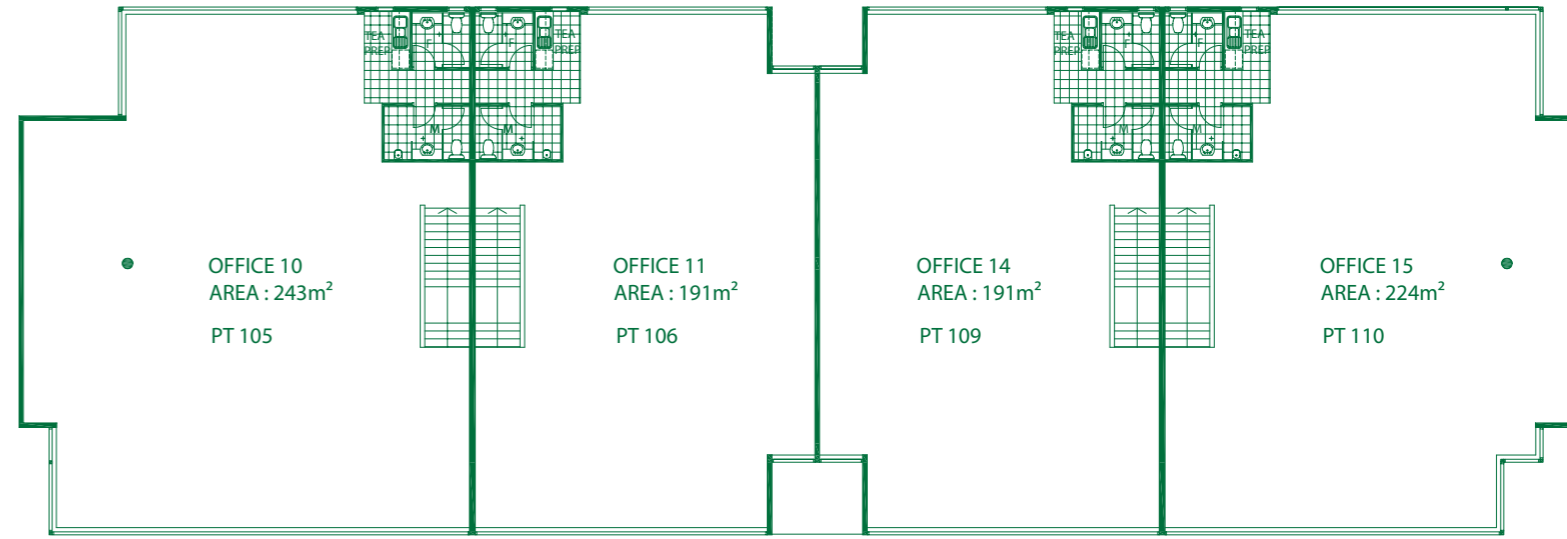 TEA
PREP
F
F
TEA
PREP
TEA
PREP
F
F
TEA
PREP
M
M
M
M
OFFICE 10
AREA : 243m²
PT 105
OFFICE 11
AREA : 191m²
PT 106
OFFICE 14
AREA : 191m²
PT 109
OFFICE 15
AREA : 224m²
PT 110